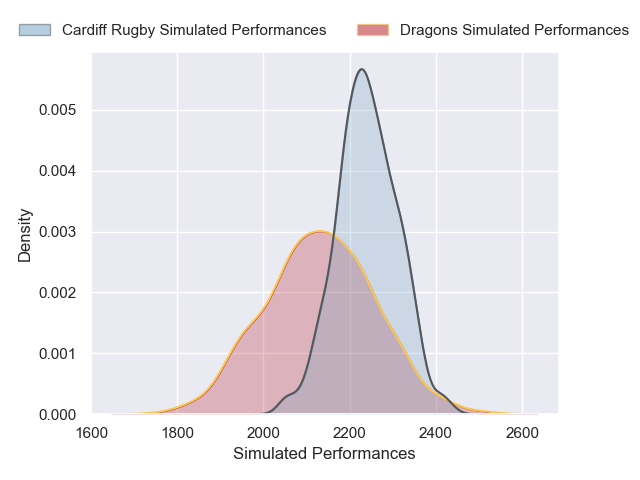 Cardiff Rugby Simulated Performances Dragons Simulated Performances
0.005
0.004
0.003
0.002
0.001
0.000
Density
1600 1800 2000 2200 2400 2600
Simulated Performances